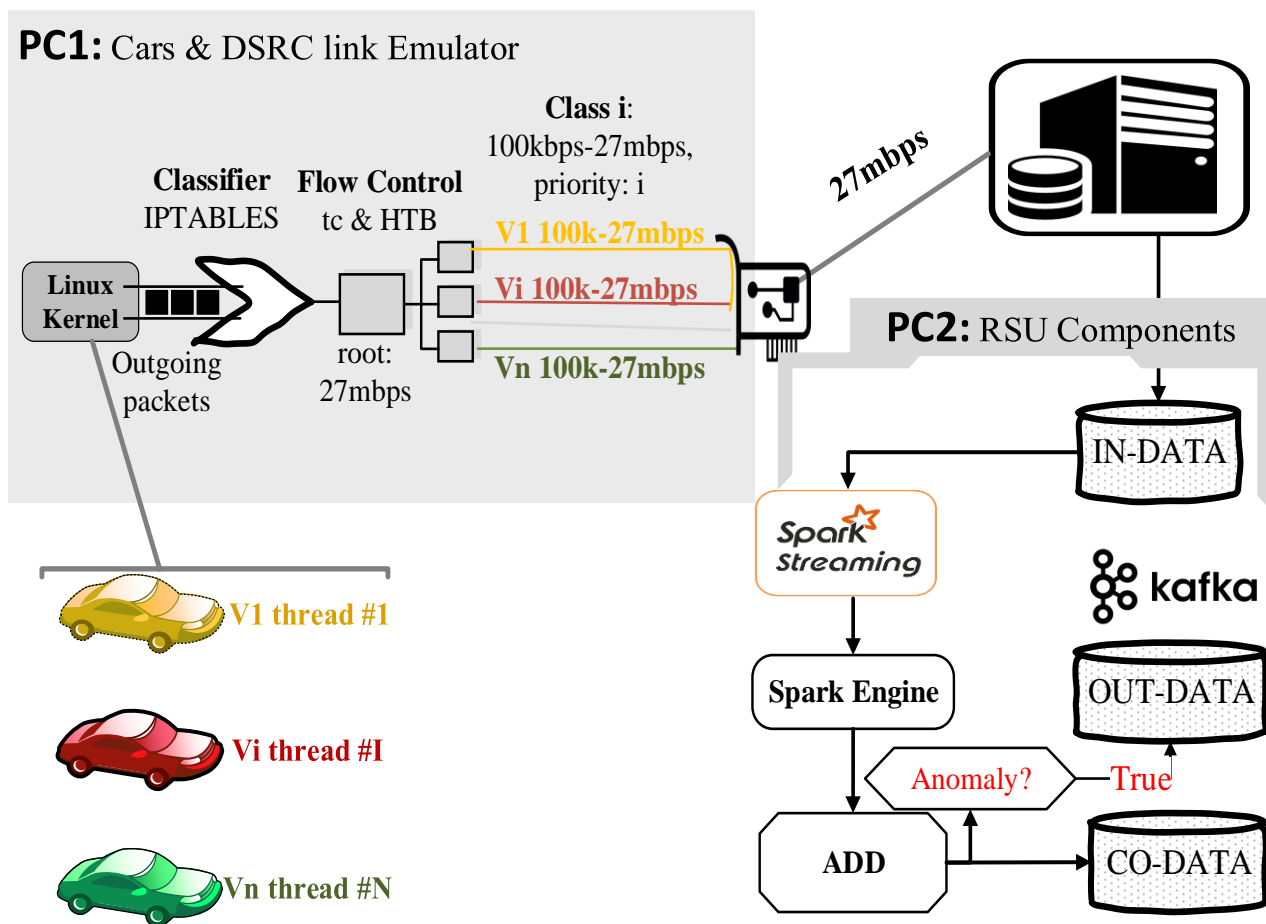 PC1: Cars & DSRC link Emulator
Class i:
100kbps-27mbps,
priority: i
Classifier
IPTABLES
Flow Control
tc & HTB
27mbps
V1 100k-27mbps
Vi 100k-27mbps
Vn 100k-27mbps
Linux
Kernel
Outgoing
packets
root:
27mbps
PC2: RSU Components
IN-DATA
Spark
Streaming
kafka
V1 thread #1
Spark Engine
OUT-DATA
Vi thread #I
Anomaly?
True
ADD
CO-DATA
Vn thread #N